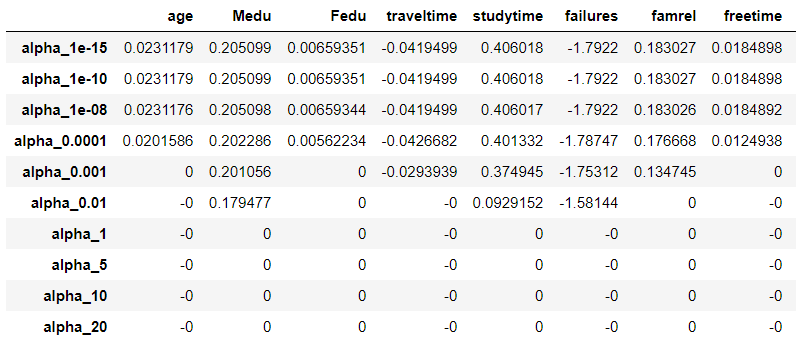 age Medu Fedu traveltime studytime failures famrel freetime
alpha_1e-15 0.0231179 0.205099 0.00659351 -0.0419499 0.406018 -1.7922 0.183027 0.0184898
alpha_1e-10 0.0231179 0.205099 0.00659351 -0.0419499 0.406018 -1.7922 0.183027 0.0184898
alpha_1e-08 0.0231176 0.205098 0.00659344 -0.0419499 0.406017 -1.7922 0.183026 0.0184892
alpha_0.0001 0.0201586 0.202286 0.00562234 -0.0426682 0.401332 -1.78747 0.176668 0.0124938
alpha_0.001 0 0.201056 0 -0.0293939 0.374945 -1.75312 0.134745 0
alpha_0.01 -0 0.179477 0 -0 0.0929152 -1.58144 0 -0
alpha_1 -0 0 0 -0 0 -0 0 -0
alpha_5 -0 0 0 -0 0 -0 0 -0
alpha_10 -0 0 0 -0 0 -0 0 -0
alpha_20 -0 0 0 -0 0 -0 0 -0